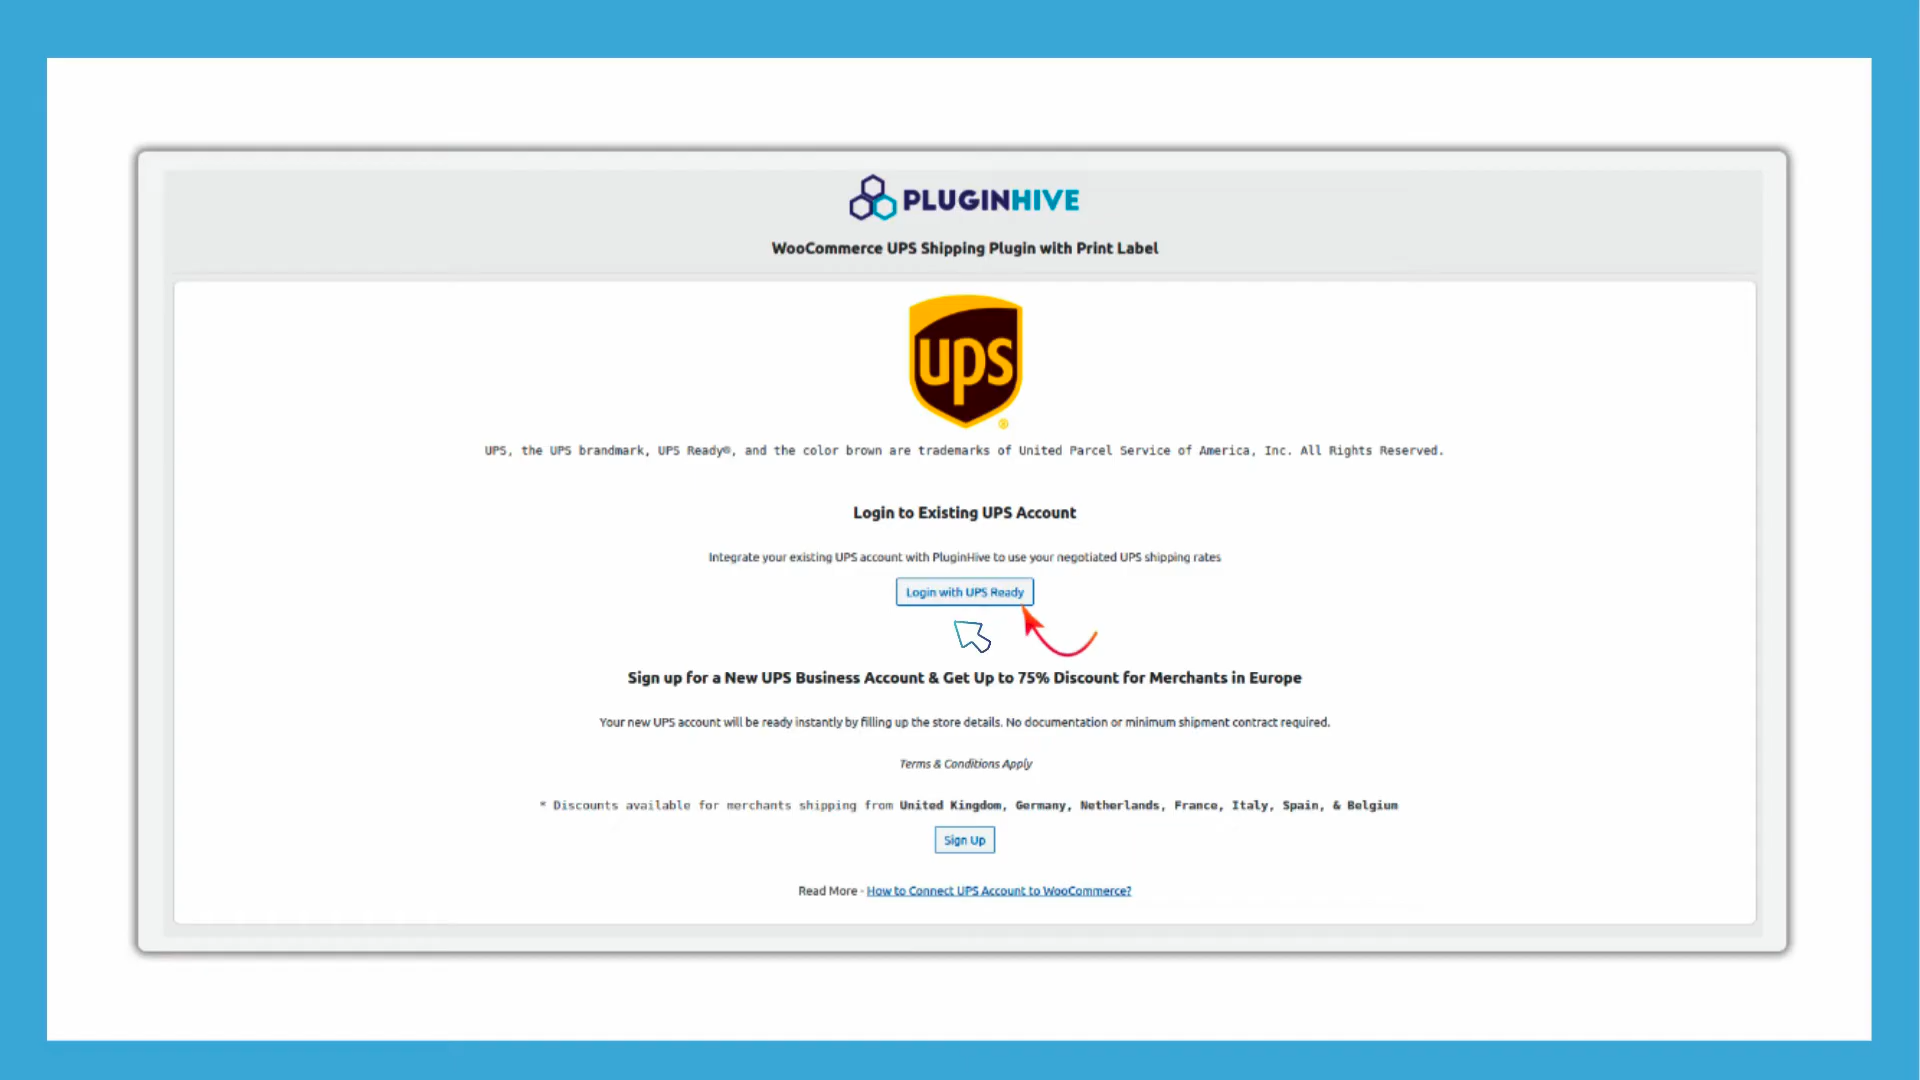 PLUGINHIVE
WooCommerce UPS Shipping Plugin with Print Label
ups
UPS, the UPS brandmark, UPS Ready®, and the color brown are trademarks of United Parcel Service of America, Inc. All Rights Reserved.
Login to Existing UPS Account
Integrate your existing UPS account with PluginHive to use your negotiated UPS shipping rates
Login with UPS Ready
Sign up for a New UPS Business Account & Get Up to 75% Discount for Merchants in Europe
Your new UPS account will be ready instantly by filling up the store details. No documentation or minimum shipment contract required.
Terms & Conditions Apply
* Discounts available for merchants shipping from United Kingdom, Germany, Netherlands, France, Italy, Spain, & Belgium
Sign Up
Read More - How to Connect UPS Account to WooCommerce?